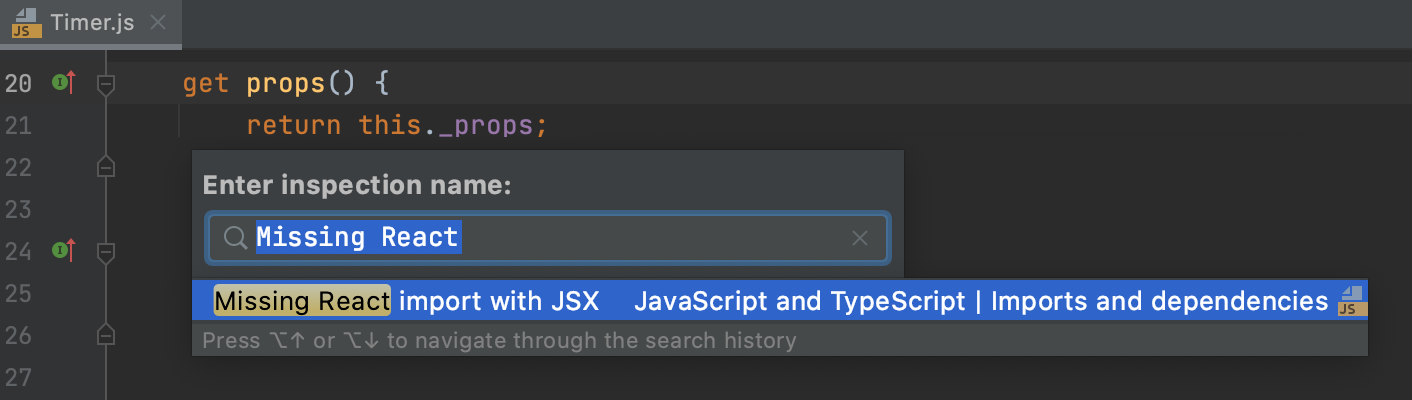 JS Timer.js
20 I get props() {
21 return this._props;
22
Enter inspection name:
23
Missing React
24 I
25 Missing React import with JSX JavaScript and TypeScript | Imports and dependencies JS
26 Press ⌥↑ or ⌥↓ to navigate through the search history
27